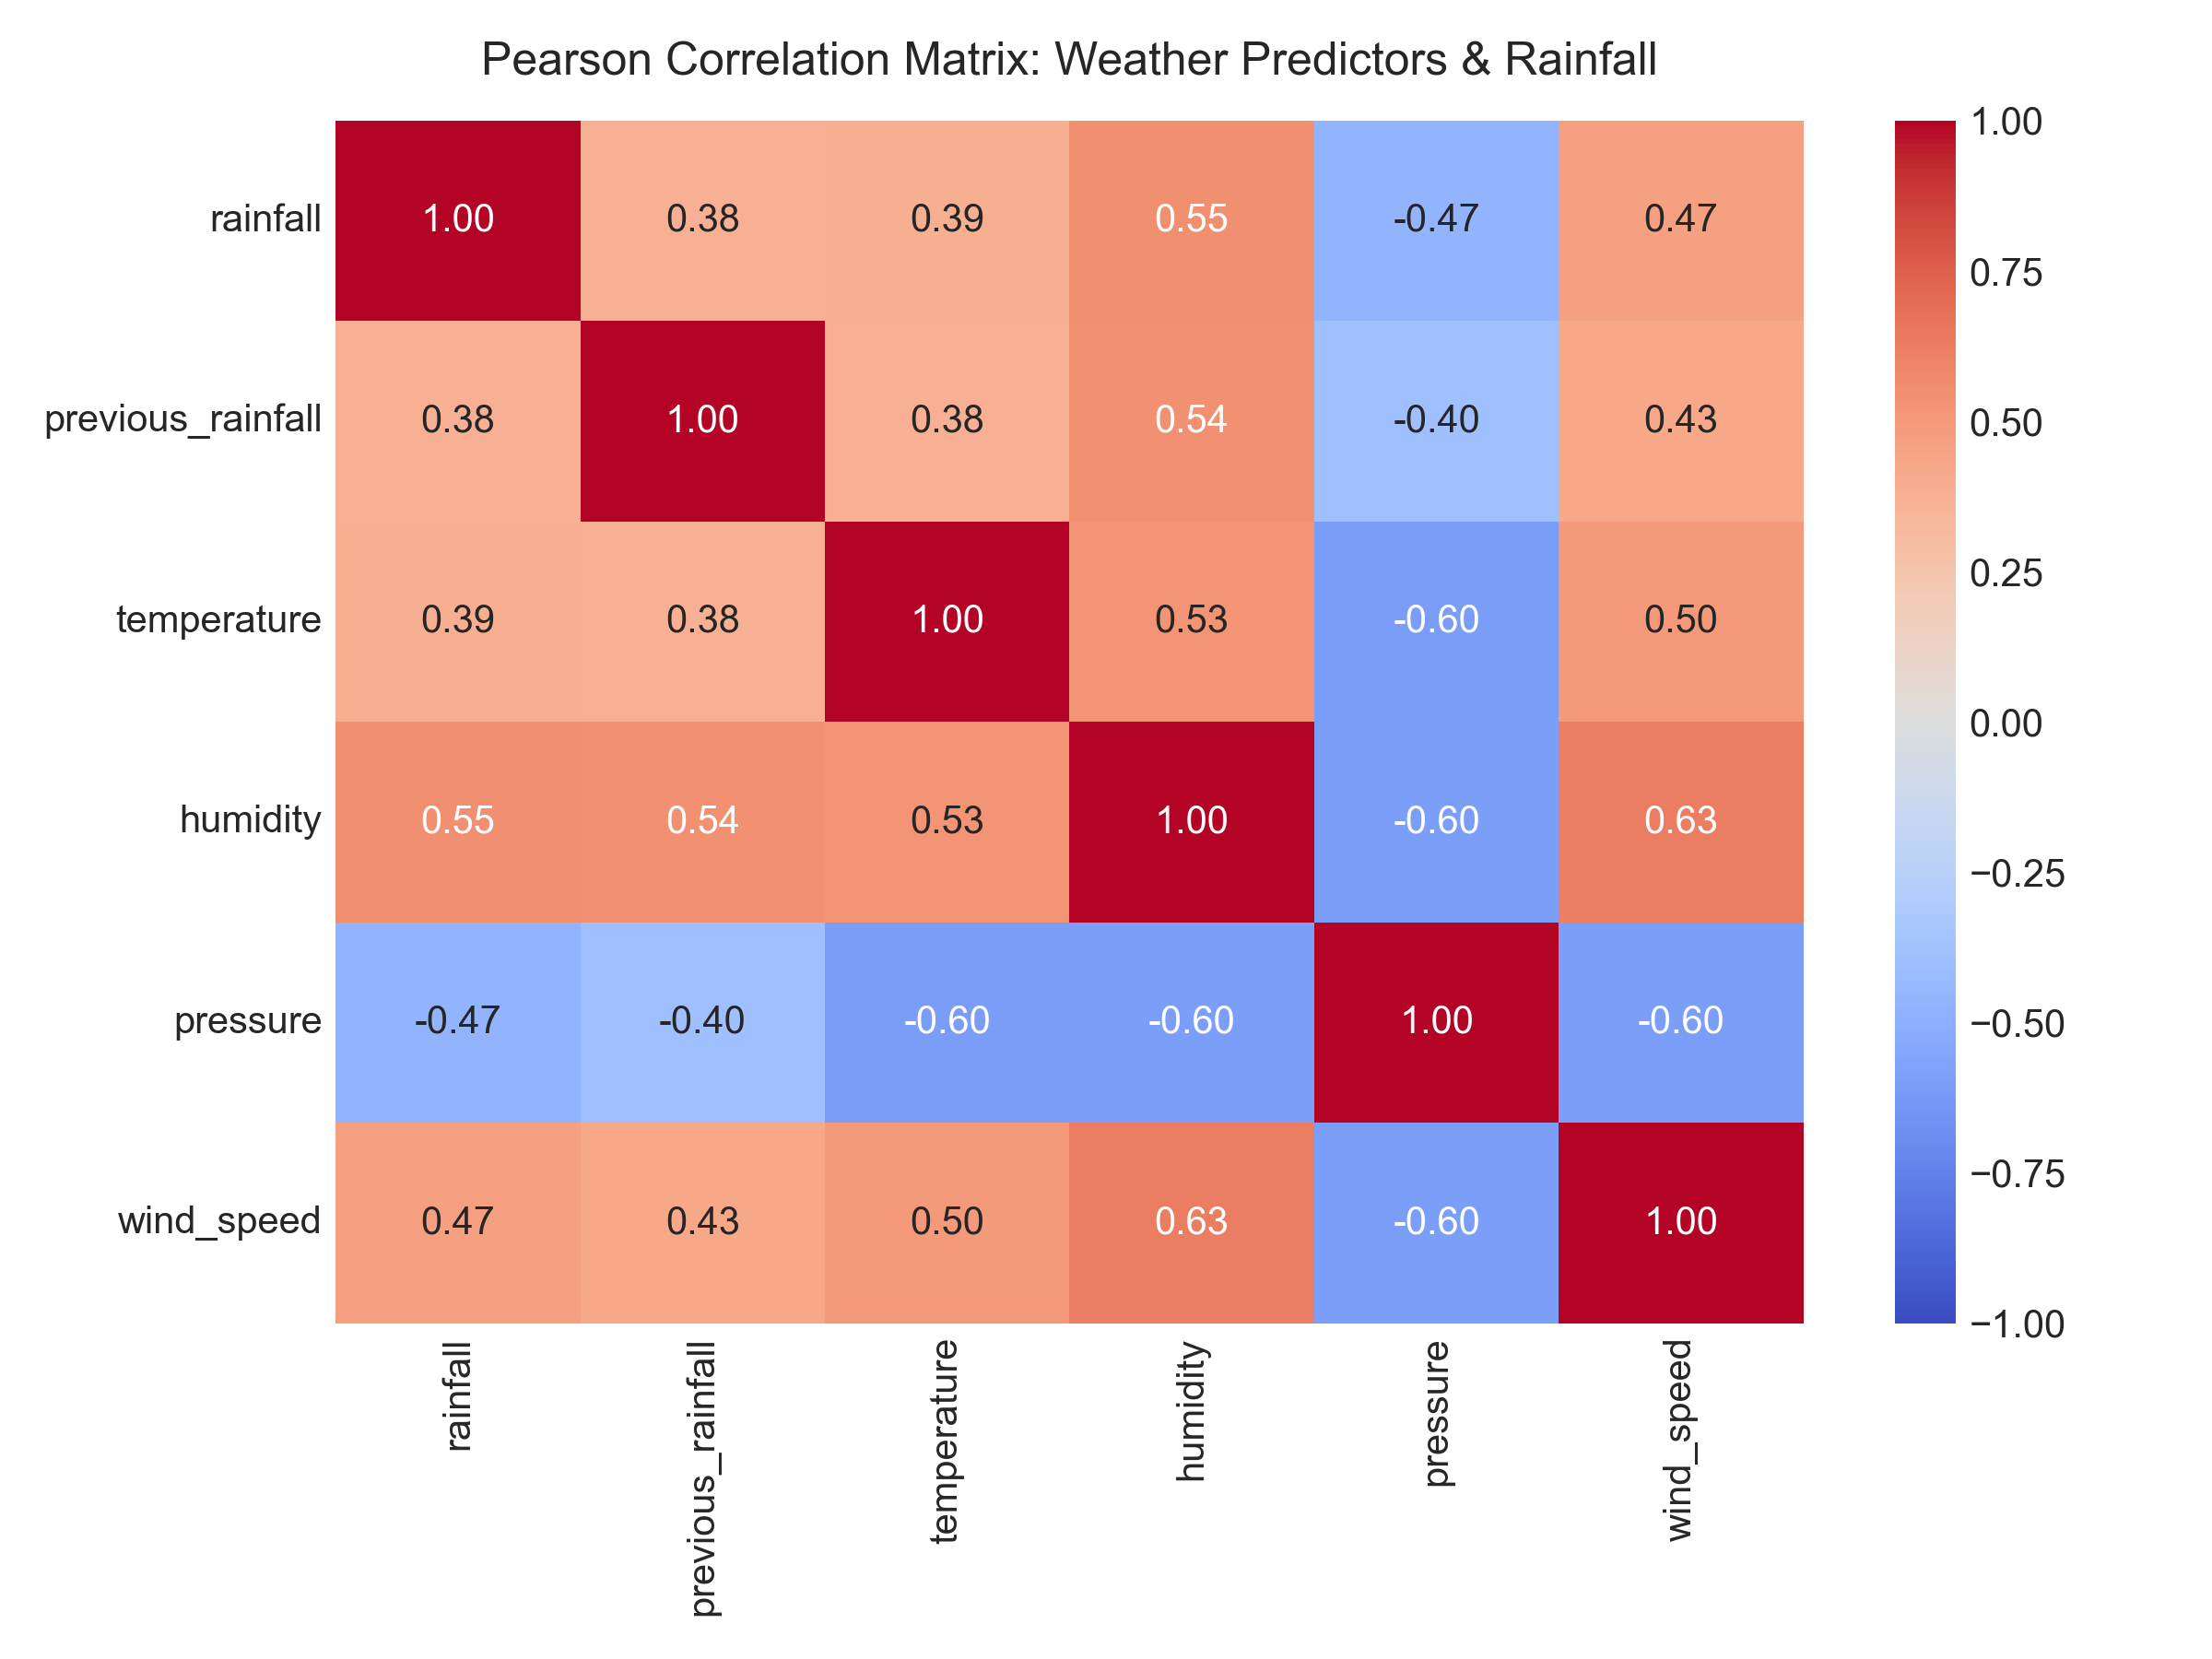 Pearson Correlation Matrix: Weather Predictors & Rainfall
rainfall 1.00 0.38 0.39 0.55 -0.47 0.47
previous_rainfall 0.38 1.00 0.38 0.54 -0.40 0.43
temperature 0.39 0.38 1.00 0.53 -0.60 0.50
humidity 0.55 0.54 0.53 1.00 -0.60 0.63
pressure -0.47 -0.40 -0.60 -0.60 1.00 -0.60
wind_speed 0.47 0.43 0.50 0.63 -0.60 1.00
rainfall previous_rainfall temperature humidity pressure wind_speed
1.00
0.75
0.50
0.25
0.00
−0.25
−0.50
−0.75
−1.00